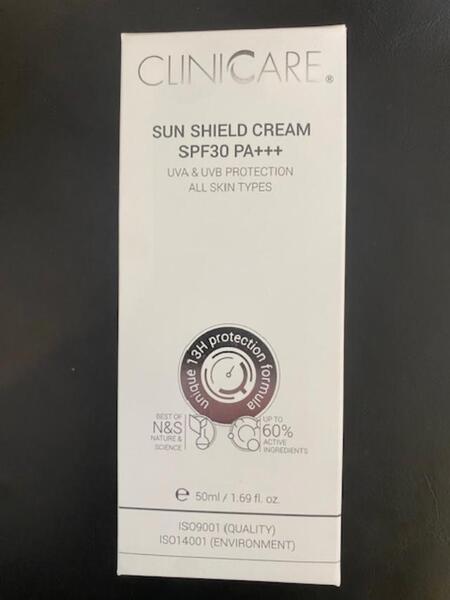 CLINICCARE®
SUN SHIELD CREAM
SPF30 PA+++
UVA & UVB PROTECTION
ALL SKIN TYPES
unique 13H protection formula
BEST OF
N&S
NATURE &
SCIENCE
UP TO
60%
ACTIVE
INGREDIENTS
℮ 50ml / 1.69 fl. oz.
ISO9001 (QUALITY)
ISO14001 (ENVIRONMENT)